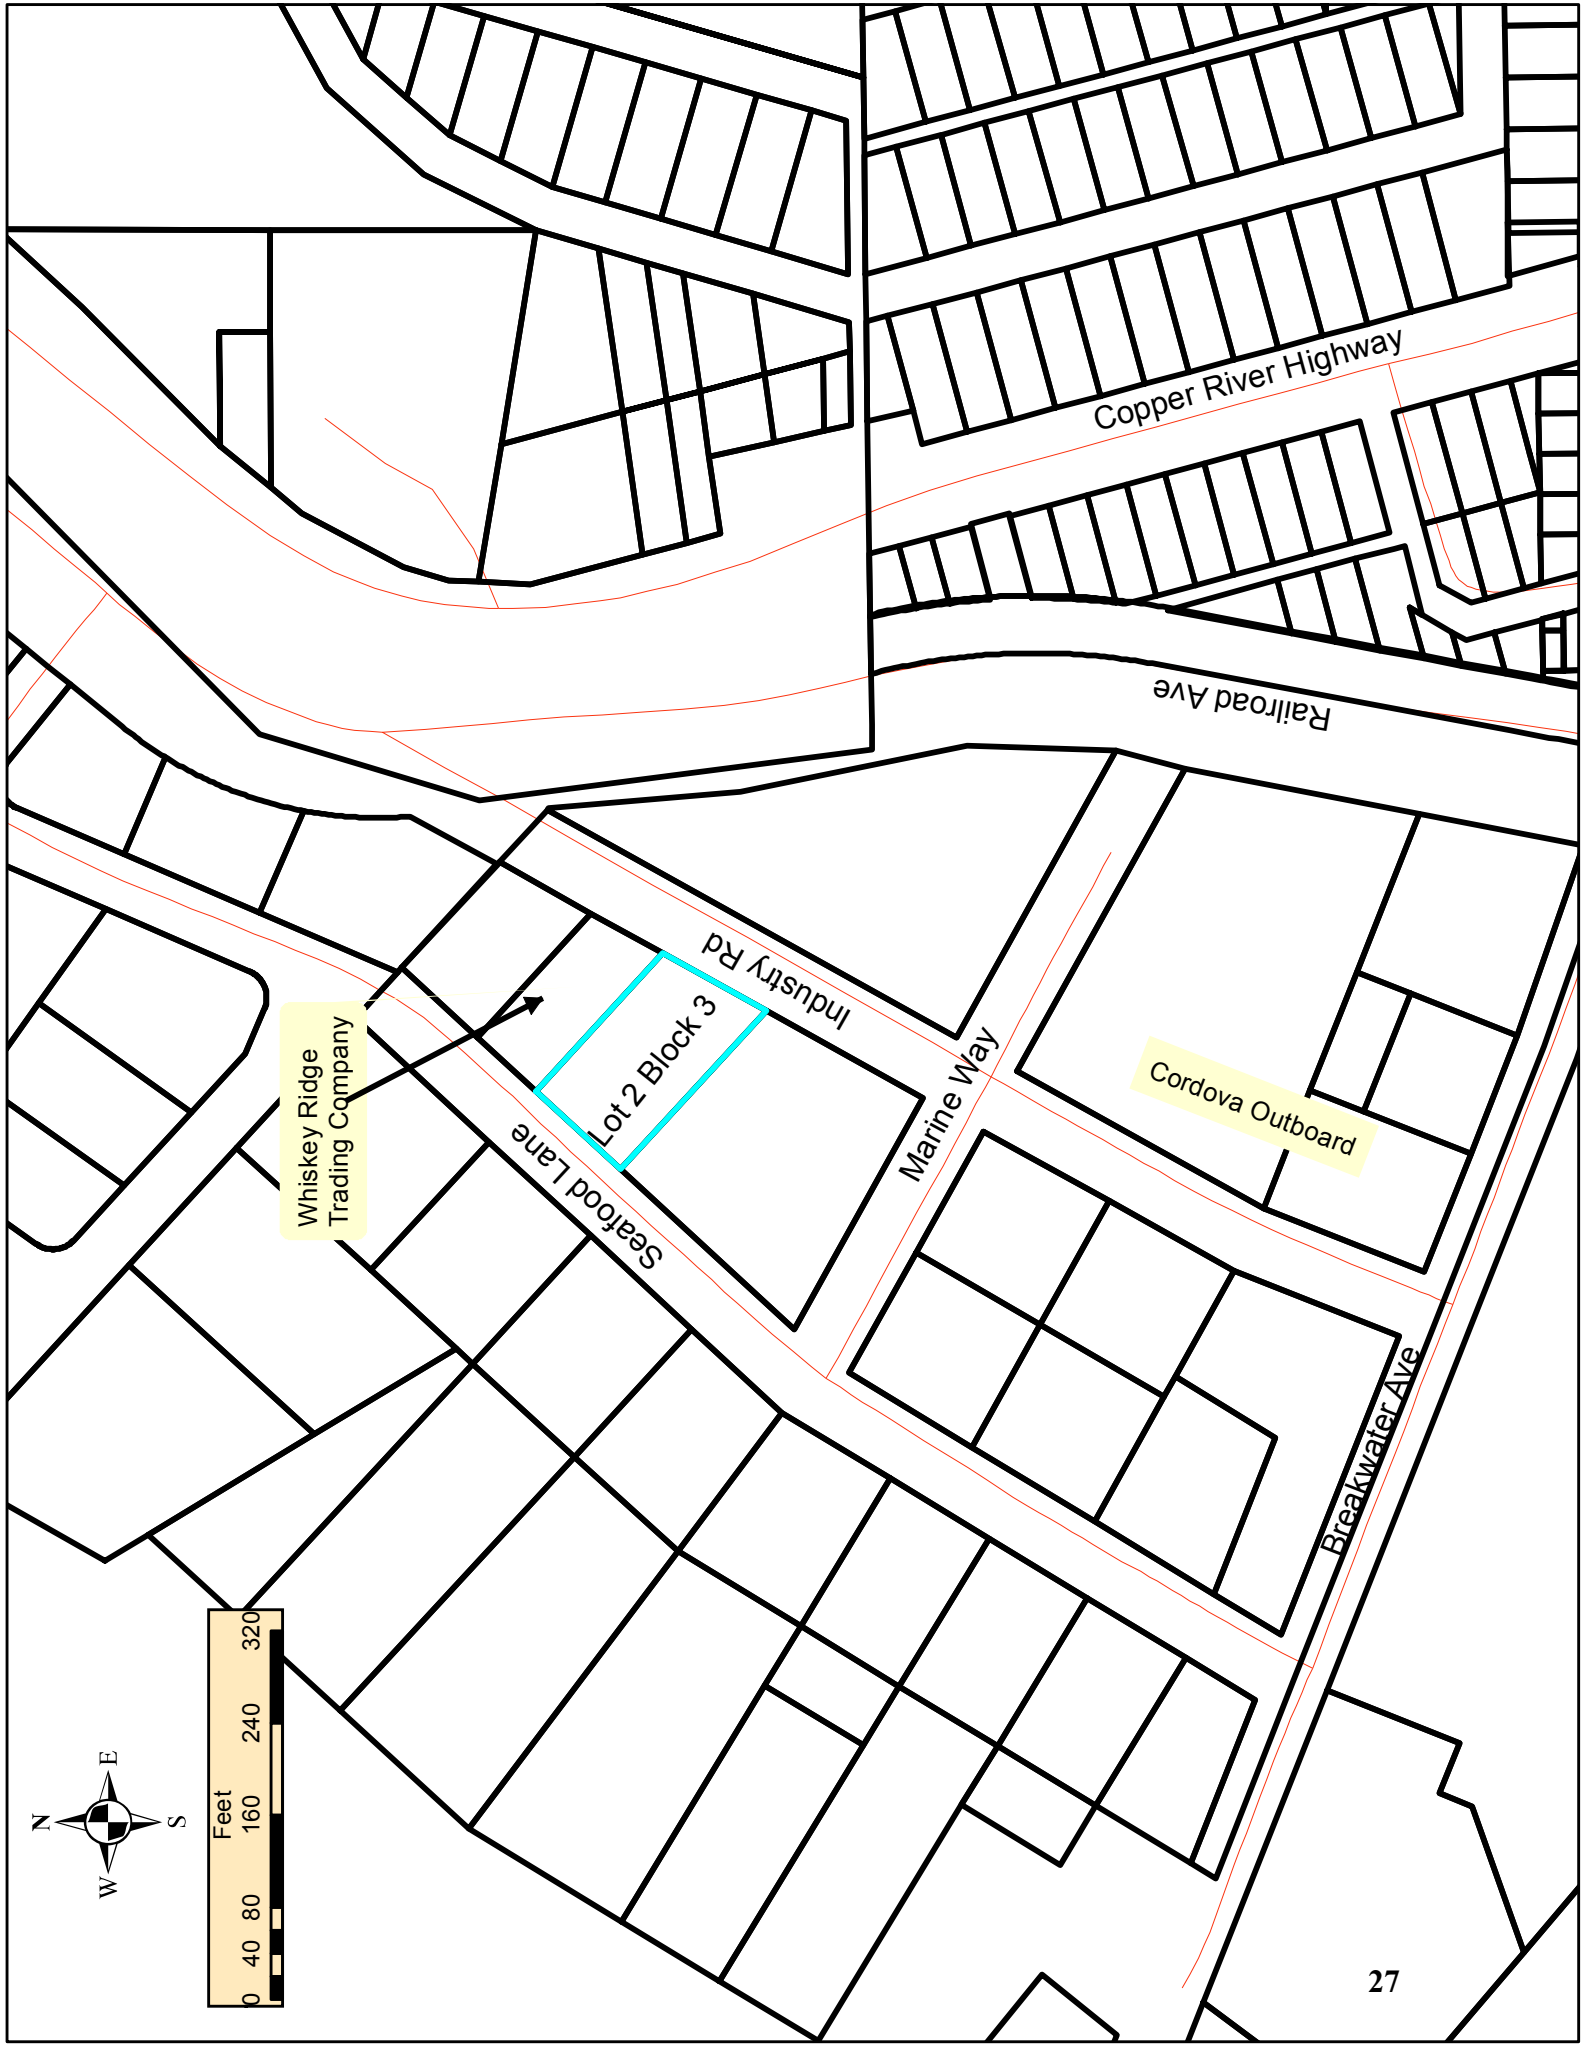 Copper River Highway
Railroad Ave
Industry Rd
Lot 2 Block 3
Whiskey Ridge
Trading Company
Marine Way
Cordova Outboard
Seafood Lane
Breakwater Ave
N
E
S
W
Feet
0 40 80 160 240 320
27